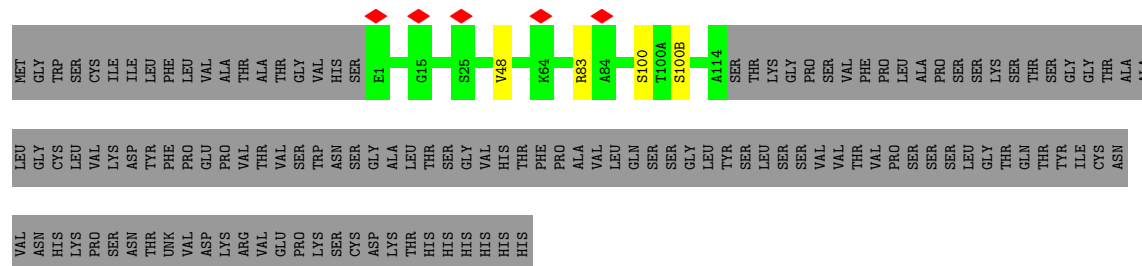 MET GLY TRP SER CYS ILE ILE LEU PHE LEU VAL ALA THR ALA THR GLY VAL HIS SER E1 G15 S25 V48 K64 R83 A84 S100 T100A S100B A114 SER THR LYS GLY PRO SER VAL PHE PRO LEU ALA PRO SER SER LYS SER THR SER GLY GLY THR ALA ALA
LEU GLY CYS LEU VAL LYS ASP TYR PHE PRO GLU PRO VAL THR VAL SER TRP ASN SER GLY ALA LEU THR SER GLY VAL HIS THR PHE PRO ALA VAL LEU GLN SER SER GLY LEU TYR SER LEU SER SER VAL VAL THR VAL PRO SER SER SER LEU GLY THR GLN THR TYR ILE CYS ASN
VAL ASN HIS LYS PRO SER ASN THR UNK VAL ASP LYS ARG VAL GLU PRO LYS SER CYS ASP LYS THR HIS HIS HIS HIS HIS HIS